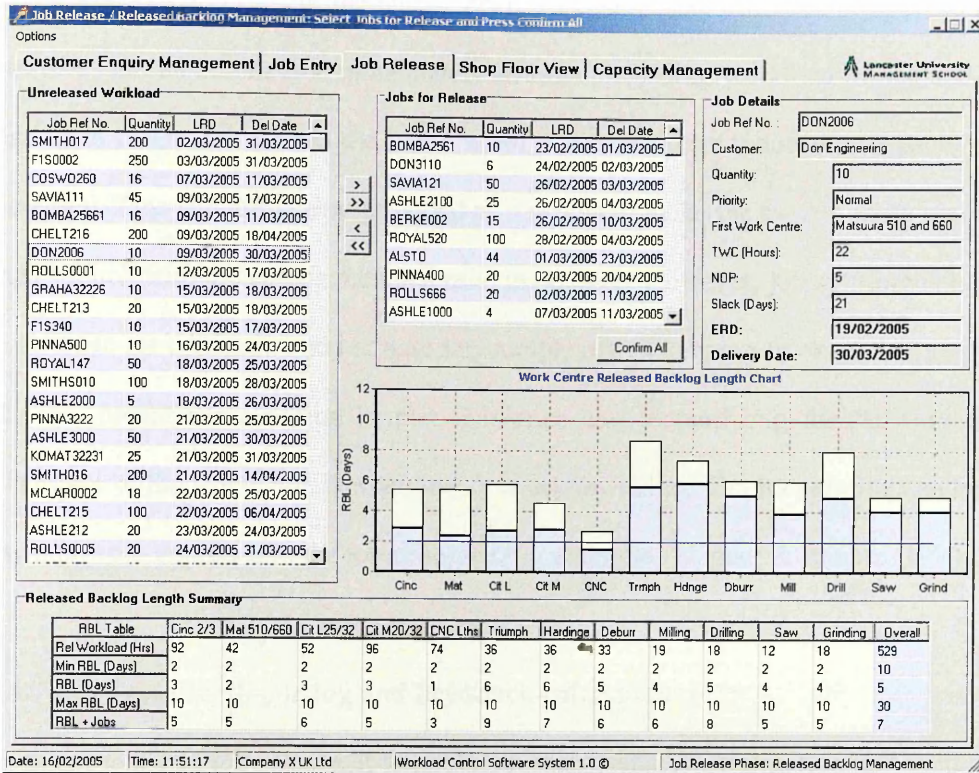 Job Release / Released Backlog Management: Select Jobs for Release and Press Confirm All
Options
Customer Enquiry Management Job Entry Job Release Shop Floor View Capacity Management
Lancaster University
MANAGEMENT SCHOOL
Unreleased Workload
Job Ref No. Quantity LRD Del Date
SMITH017 200 02/03/2005 31/03/2005
F1S0002 250 03/03/2005 31/03/2005
COSWO260 16 07/03/2005 11/03/2005
SAVIA111 45 09/03/2005 17/03/2005
BOMBA25661 16 09/03/2005 11/03/2005
CHELT216 200 09/03/2005 18/04/2005
DON2006 10 09/03/2005 30/03/2005
ROLLS0001 10 12/03/2005 17/03/2005
GRAHA32226 10 15/03/2005 18/03/2005
CHELT213 20 15/03/2005 19/03/2005
F1S340 10 15/03/2005 17/03/2005
PINNA500 10 16/03/2005 24/03/2005
ROYAL147 50 18/03/2005 25/03/2005
SMITHS010 100 18/03/2005 28/03/2005
ASHLE2000 5 18/03/2005 26/03/2005
PINNA3222 20 21/03/2005 25/03/2005
ASHLE3000 50 21/03/2005 30/03/2005
KOMAT32231 25 21/03/2005 31/03/2005
SMITH016 200 21/03/2005 14/04/2005
MCLAR0002 18 22/03/2005 25/03/2005
CHELT215 100 22/03/2005 06/04/2005
ASHLE212 20 23/03/2005 24/03/2005
ROLLS0005 20 24/03/2005 31/03/2005
>
>>
<
<<
Jobs for Release
Job Ref No. Quantity LRD Del Date
BOMBA2561 10 23/02/2005 01/03/2005
DON3110 6 24/02/2005 02/03/2005
SAVIA121 50 26/02/2005 03/03/2005
ASHLE2100 25 26/02/2005 04/03/2005
BERKE002 15 26/02/2005 10/03/2005
ROYAL520 100 28/02/2005 04/03/2005
ALSTO 44 01/03/2005 23/03/2005
PINNA400 20 02/03/2005 20/04/2005
ROLLS666 20 02/03/2005 11/03/2005
ASHLE1000 4 07/03/2005 11/03/2005
Confirm All
Job Details
Job Ref No. : DON2006
Customer: Don Engineering
Quantity: 10
Priority: Normal
First Work Centre: Matsuura 510 and 660
TWC (Hours): 22
NOP: 5
Slack (Days): 21
ERD: 19/02/2005
Delivery Date: 30/03/2005
Work Centre Released Backlog Length Chart
RBL (Days)
12
10
8
6
4
2
0
Cinc Mat Cit L Cit M CNC Trmph Hdnge Dburr Mill Drill Saw Grind
Released Backlog Length Summary
RBL Table Cinc 2/3 Mat 510/660 Cit L25/32 Cit M20/32 CNC Lths Triumph Hardinge Deburr Milling Drilling Saw Grinding Overall
Rel Workload (Hrs) 92 42 52 96 74 36 36 33 19 18 12 18 529
Min RBL (Days) 2 2 2 2 2 2 2 2 2 2 2 2 10
RBL (Days) 3 2 3 3 6 5 4 5 4 4 5
Max RBL (Days) 10 10 10 10 10 10 10 10 10 10 10 10 30
RBL + Jobs 5 5 6 5 3 9 7 6 6 8 5 5 7
Date: 16/02/2005 Time: 11:51:17 Company X UK Ltd Workload Control Software System 1.0 © Job Release Phase: Released Backlog Management